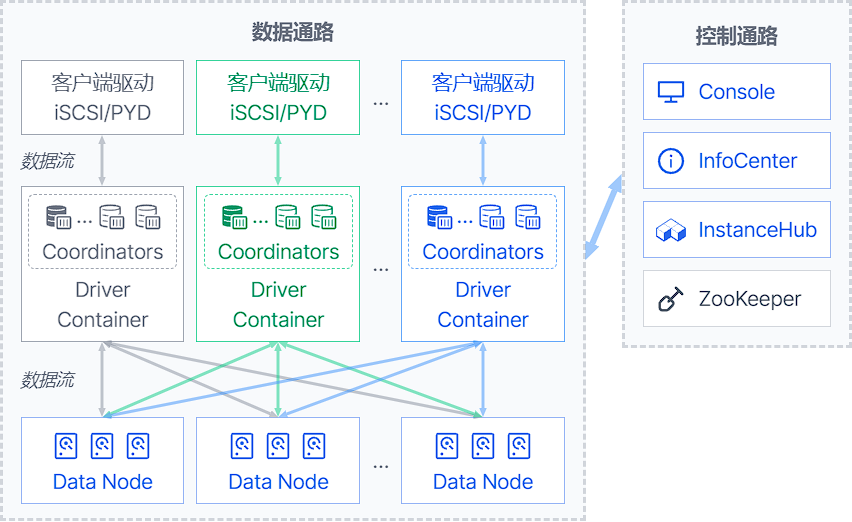 数据通路
客户端驱动
iSCSI/PYD
客户端驱动
iSCSI/PYD
...
客户端驱动
iSCSI/PYD
数据流
...
Coordinators
Driver
Container
...
Coordinators
Driver
Container
...
...
Coordinators
Driver
Container
数据流
Data Node
Data Node
...
Data Node
控制通路
Console
InfoCenter
InstanceHub
ZooKeeper